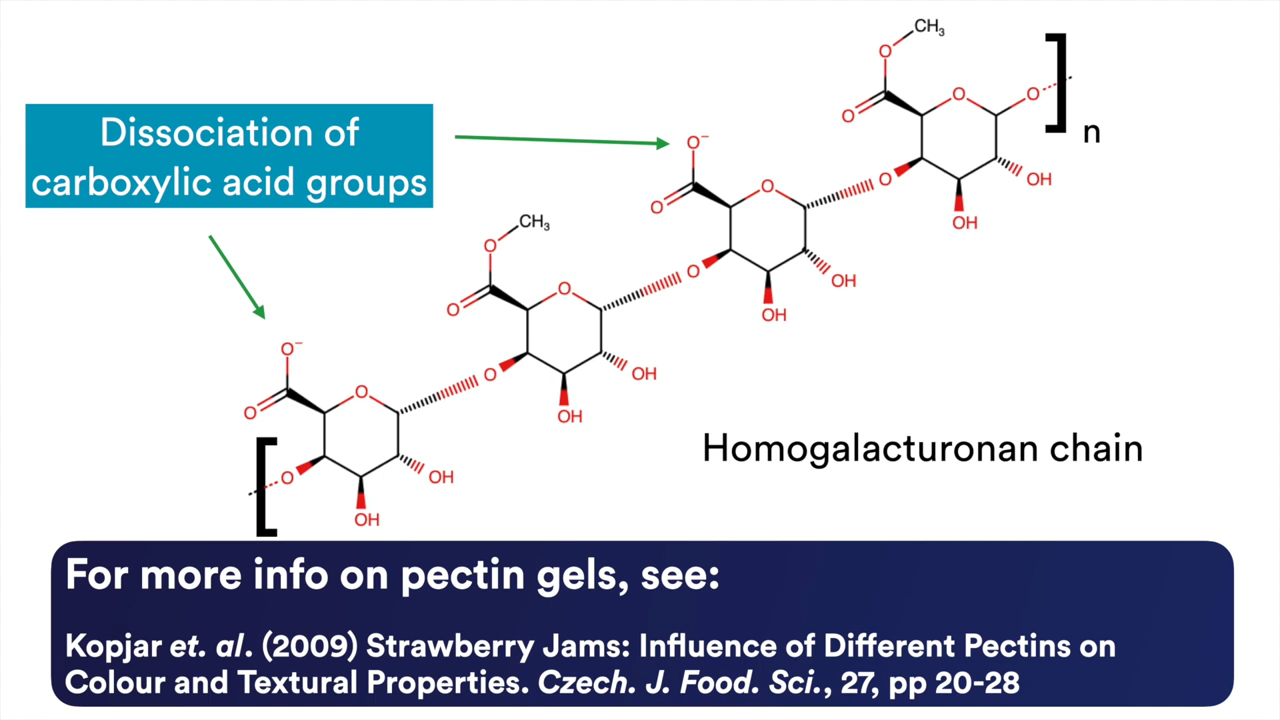 CH₃
O
O
O
O
n
Dissociation of
carboxylic acid groups
O⁻
O
O
O
OH
OH
CH₃
O
O
O
O
OH
OH
O⁻
O
O
O
OH
OH
Homogalacturonan chain
O
OH
OH
For more info on pectin gels, see:
Kopjar et. al. (2009) Strawberry Jams: Influence of Different Pectins on
Colour and Textural Properties. Czech. J. Food. Sci., 27, pp 20-28